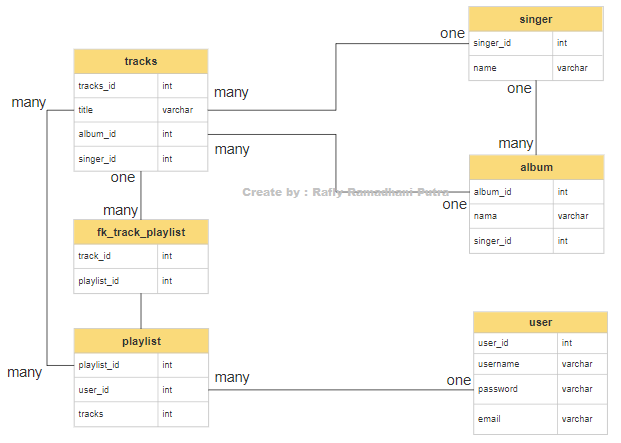 singer
one
singer_id int
name varchar
one
tracks
tracks_id int
title varchar
album_id int
singer_id int
many
many
many
one
many
album
album_id int
nama varchar
singer_id int
one
Create by : Rafly Ramadhani Putra
many
fk_track_playlist
track_id int
playlist_id int
playlist
playlist_id int
user_id int
tracks int
many
many
one
user
user_id int
username varchar
password varchar
email varchar